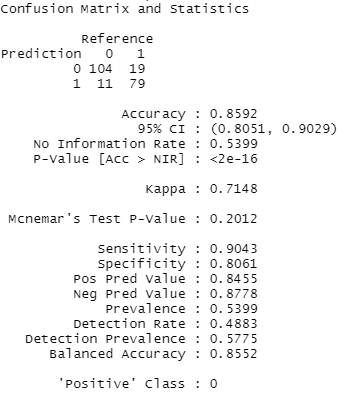 Confusion Matrix and Statistics
Reference
Prediction 0 1
0 104 19
1 11 79
Accuracy : 0.8592
95% CI : (0.8051, 0.9029)
No Information Rate : 0.5399
P-Value [Acc > NIR] : <2e-16
Kappa : 0.7148
Mcnemar's Test P-Value : 0.2012
Sensitivity : 0.9043
Specificity : 0.8061
Pos Pred Value : 0.8455
Neg Pred Value : 0.8778
Prevalence : 0.5399
Detection Rate : 0.4883
Detection Prevalence : 0.5775
Balanced Accuracy : 0.8552
'Positive' Class : 0